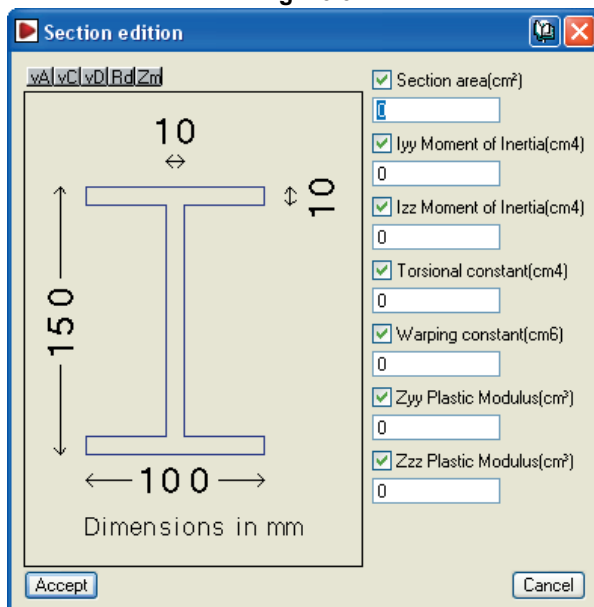 Section edition
vA vC vD Rd Zm
10
10
150
100
Dimensions in mm
Section area(cm²)
0
Iyy Moment of Inertia(cm4)
0
Izz Moment of Inertia(cm4)
0
Torsional constant(cm4)
0
Warping constant(cm6)
0
Zyy Plastic Modulus(cm³)
0
Zzz Plastic Modulus(cm³)
0
Accept
Cancel